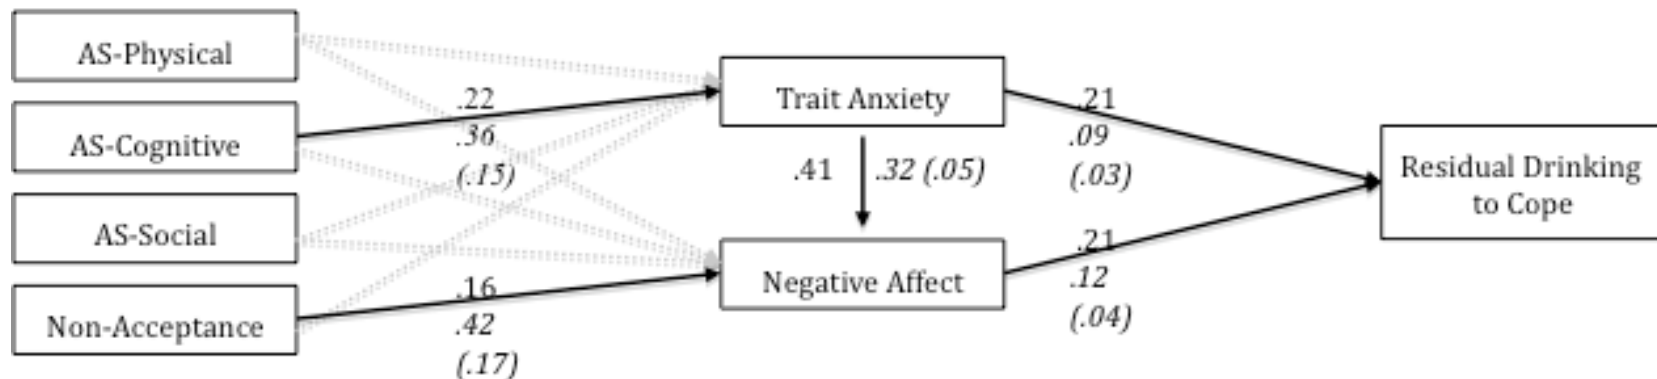 AS-Physical
AS-Cognitive
AS-Social
Non-Acceptance
.22
.36
(.15)
.16
.42
(.17)
Trait Anxiety
.41
.32 (.05)
Negative Affect
.21
.09
(.03)
.21
.12
(.04)
Residual Drinking
to Cope